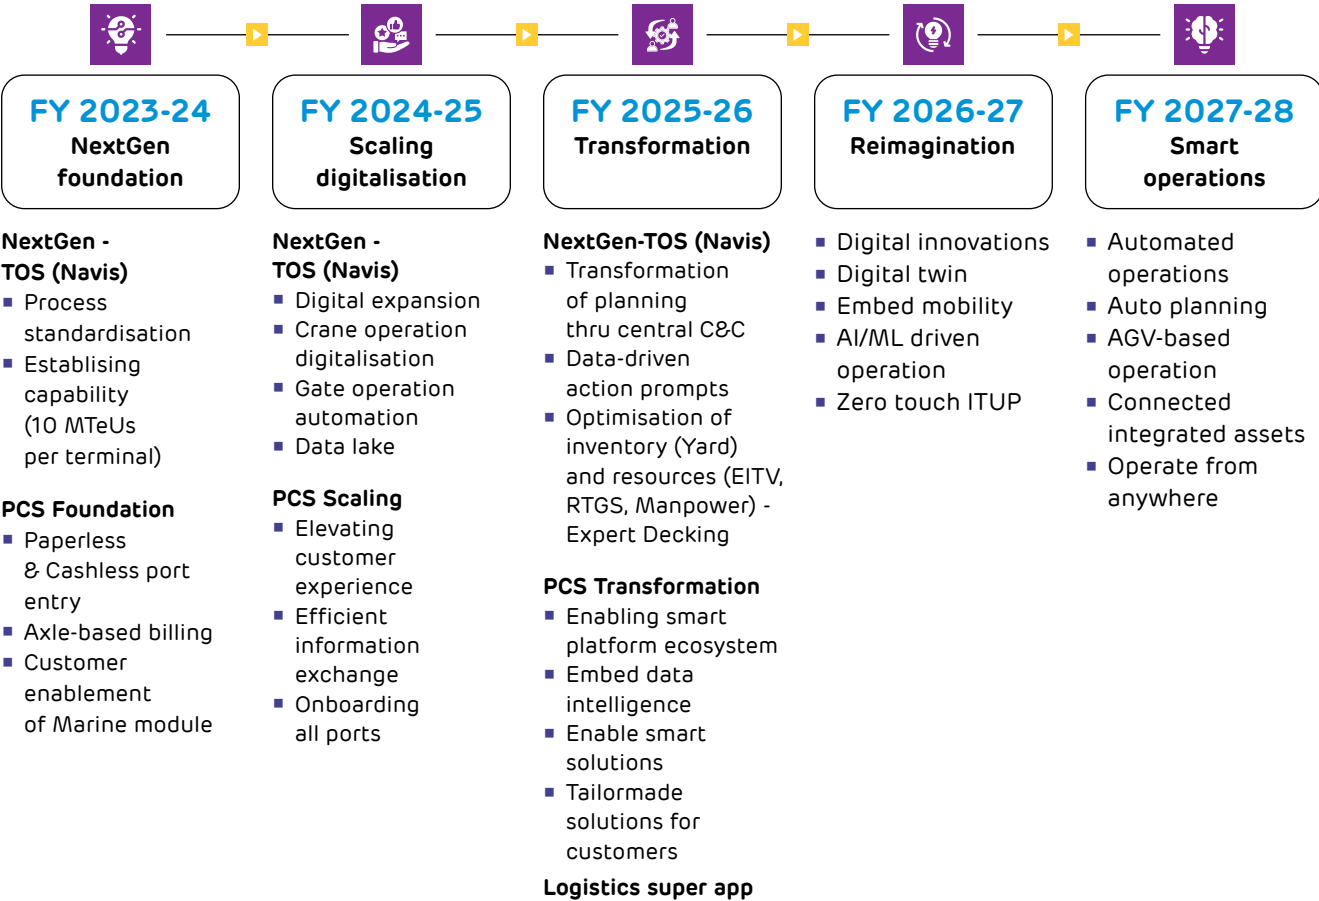 FY 2023-24
NextGen
foundation
NextGen -
TOS (Navis)
Process
standardisation
Establising
capability
(10 MTeUs
per terminal)
PCS Foundation
Paperless
& Cashless port
entry
Axle-based billing
Customer
enablement
of Marine module
FY 2024-25
Scaling
digitalisation
NextGen -
TOS (Navis)
Digital expansion
Crane operation
digitalisation
Gate operation
automation
Data lake
PCS Scaling
Elevating
customer
experience
Efficient
information
exchange
Onboarding
all ports
FY 2025-26
Transformation
NextGen-TOS (Navis)
Transformation
of planning
thru central C&C
Data-driven
action prompts
Optimisation of
inventory (Yard)
and resources (EITV,
RTGS, Manpower) -
Expert Decking
PCS Transformation
Enabling smart
platform ecosystem
Embed data
intelligence
Enable smart
solutions
Tailormade
solutions for
customers
Logistics super app
FY 2026-27
Reimagination
Digital innovations
Digital twin
Embed mobility
AI/ML driven
operation
Zero touch ITUP
FY 2027-28
Smart
operations
Automated
operations
Auto planning
AGV-based
operation
Connected
integrated assets
Operate from
anywhere